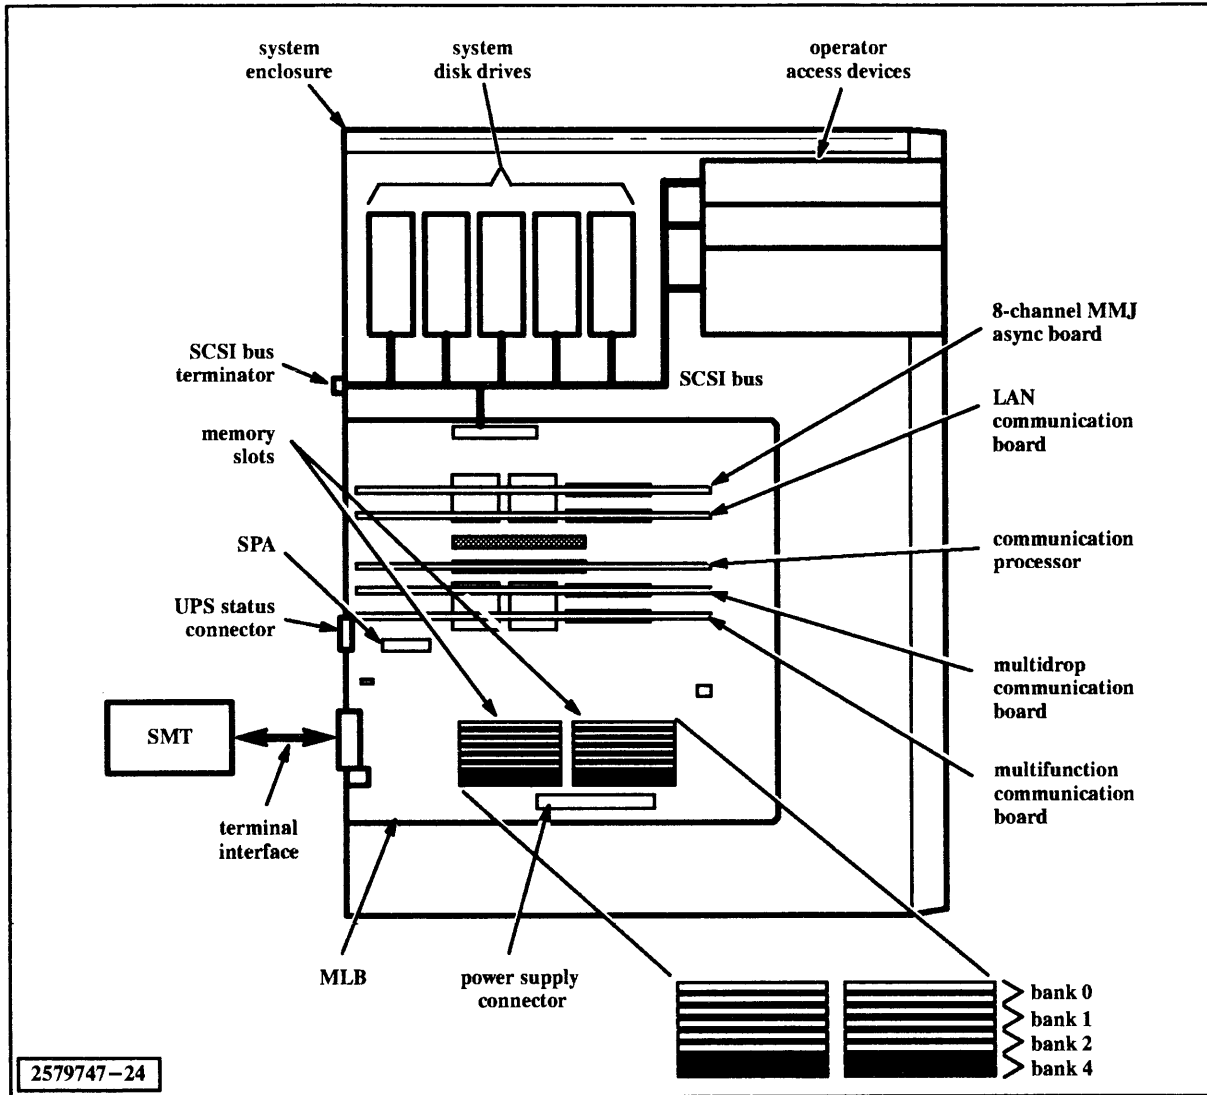 system
enclosure
system
disk drives
operator
access devices
8-channel MMJ
async board
SCSI bus
terminator
SCSI bus
LAN
communication
board
memory
slots
SPA
communication
processor
UPS status
connector
multidrop
communication
board
SMT
multifunction
communication
board
terminal
interface
MLB
power supply
connector
bank 0
bank 1
bank 2
bank 4
2579747-24